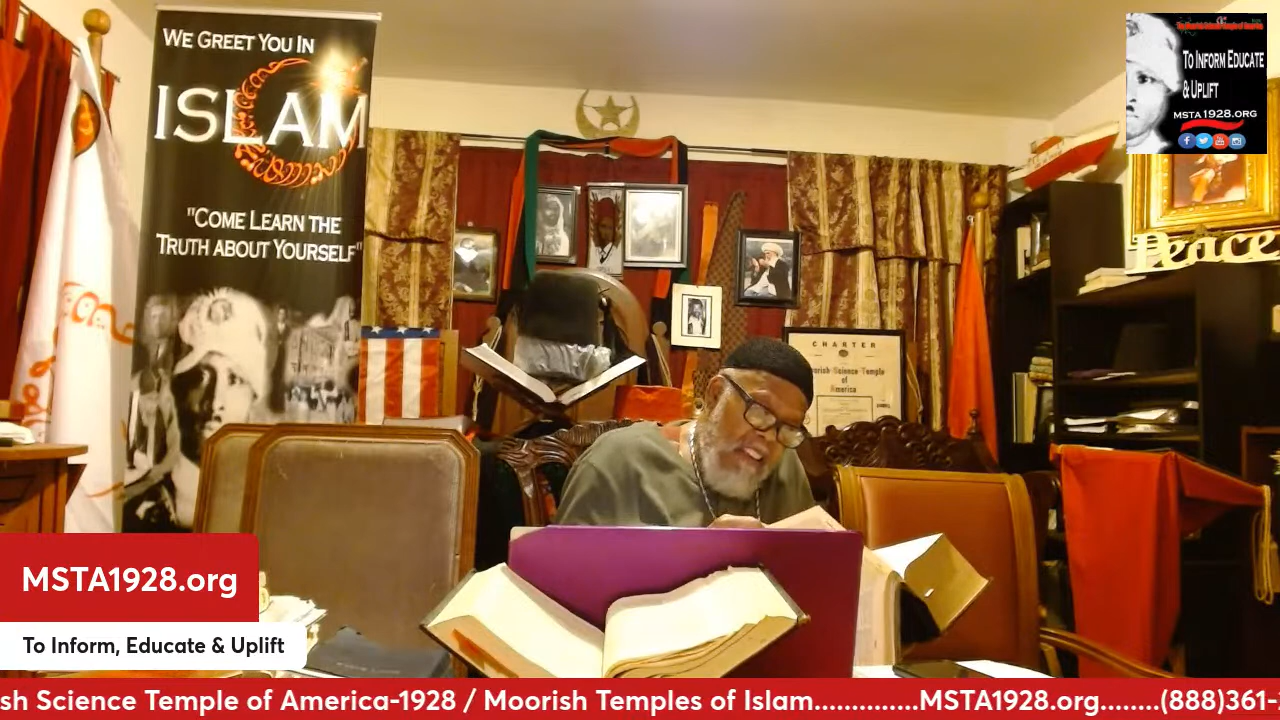 WE GREET YOU IN
ISLAM
"COME LEARN THE
TRUTH ABOUT YOURSELF"
TO INFORM EDUCATE
& UPLIFT
MSTA1928.ORG
Peace
CHARTER
Science Temple
of
America
MSTA1928.org
To Inform, Educate & Uplift
sh Science Temple of America-1928 / Moorish Temples of Islam..............MSTA1928.org........(888)361-